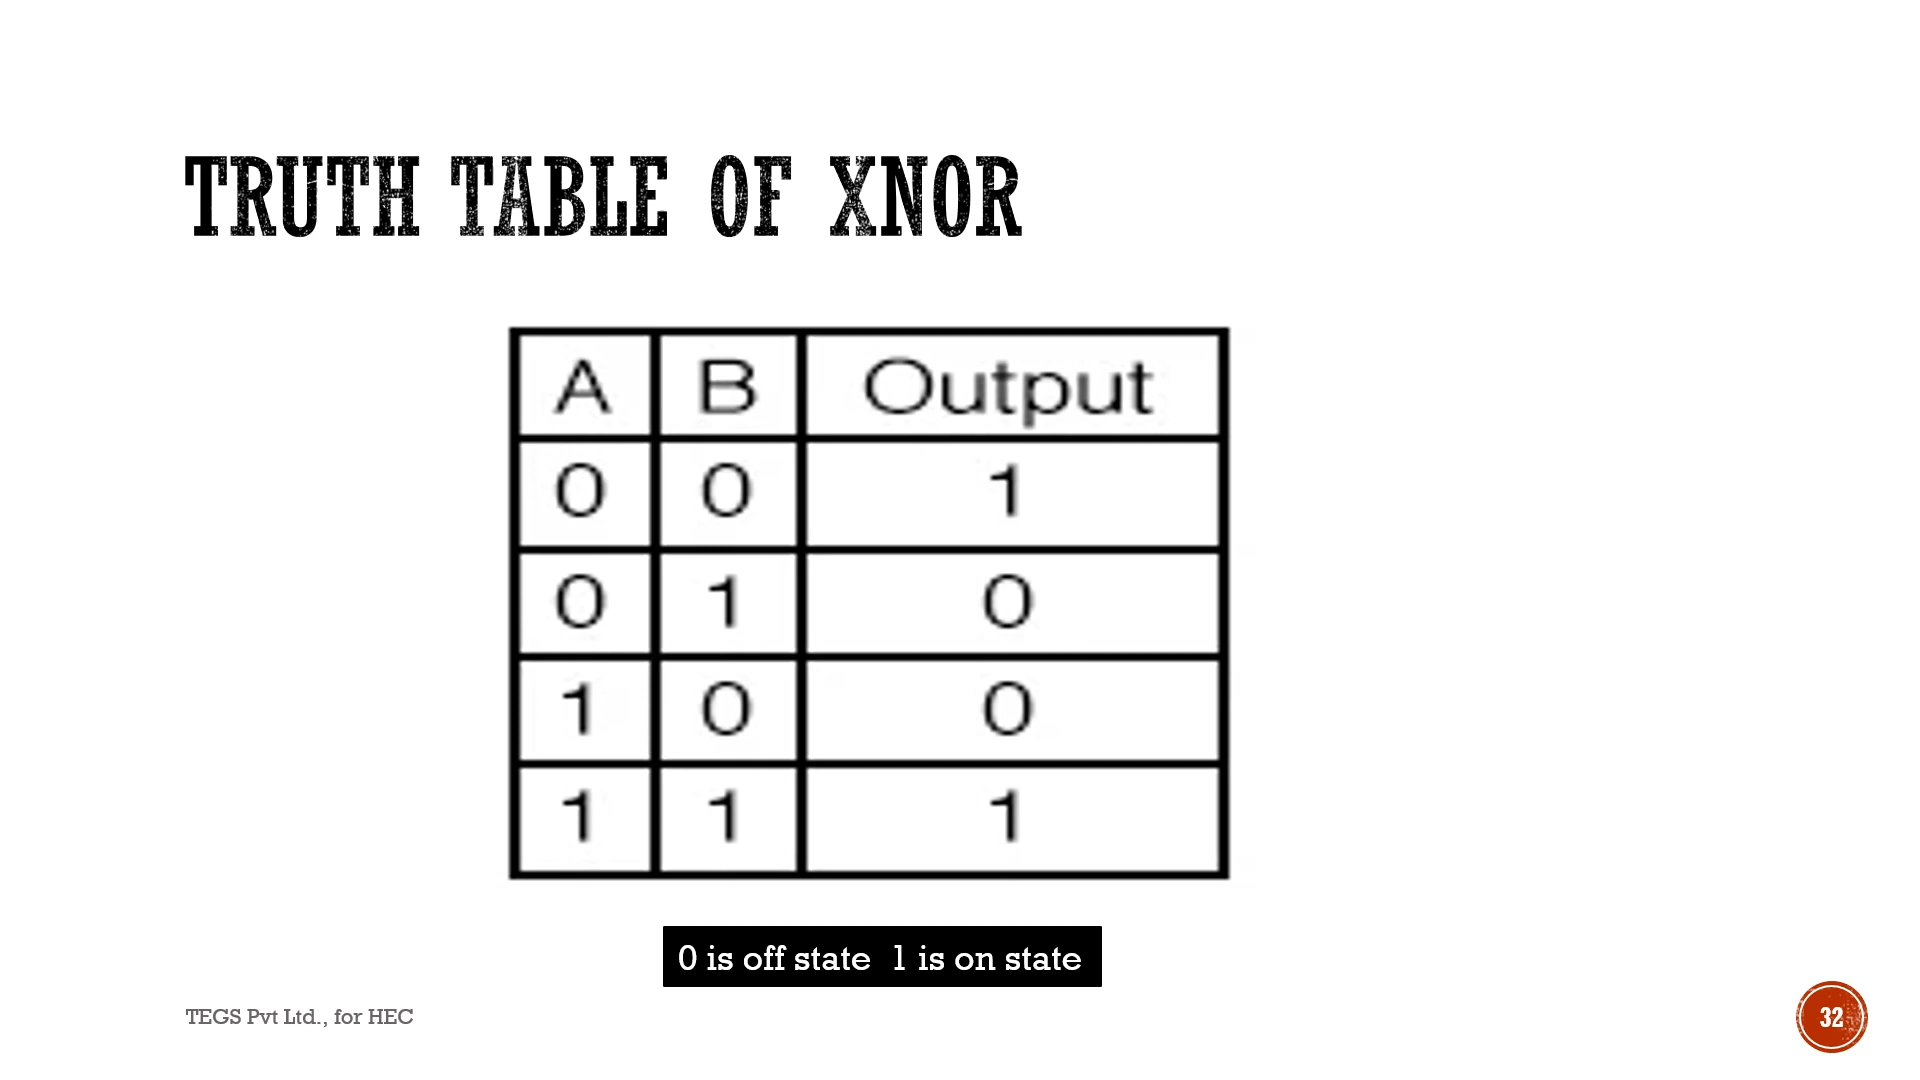 TRUTH TABLE OF XNOR
A B Output
0 0 1
0 1 0
1 0 0
1 1 1
0 is off state 1 is on state
TEGS Pvt Ltd., for HEC
32